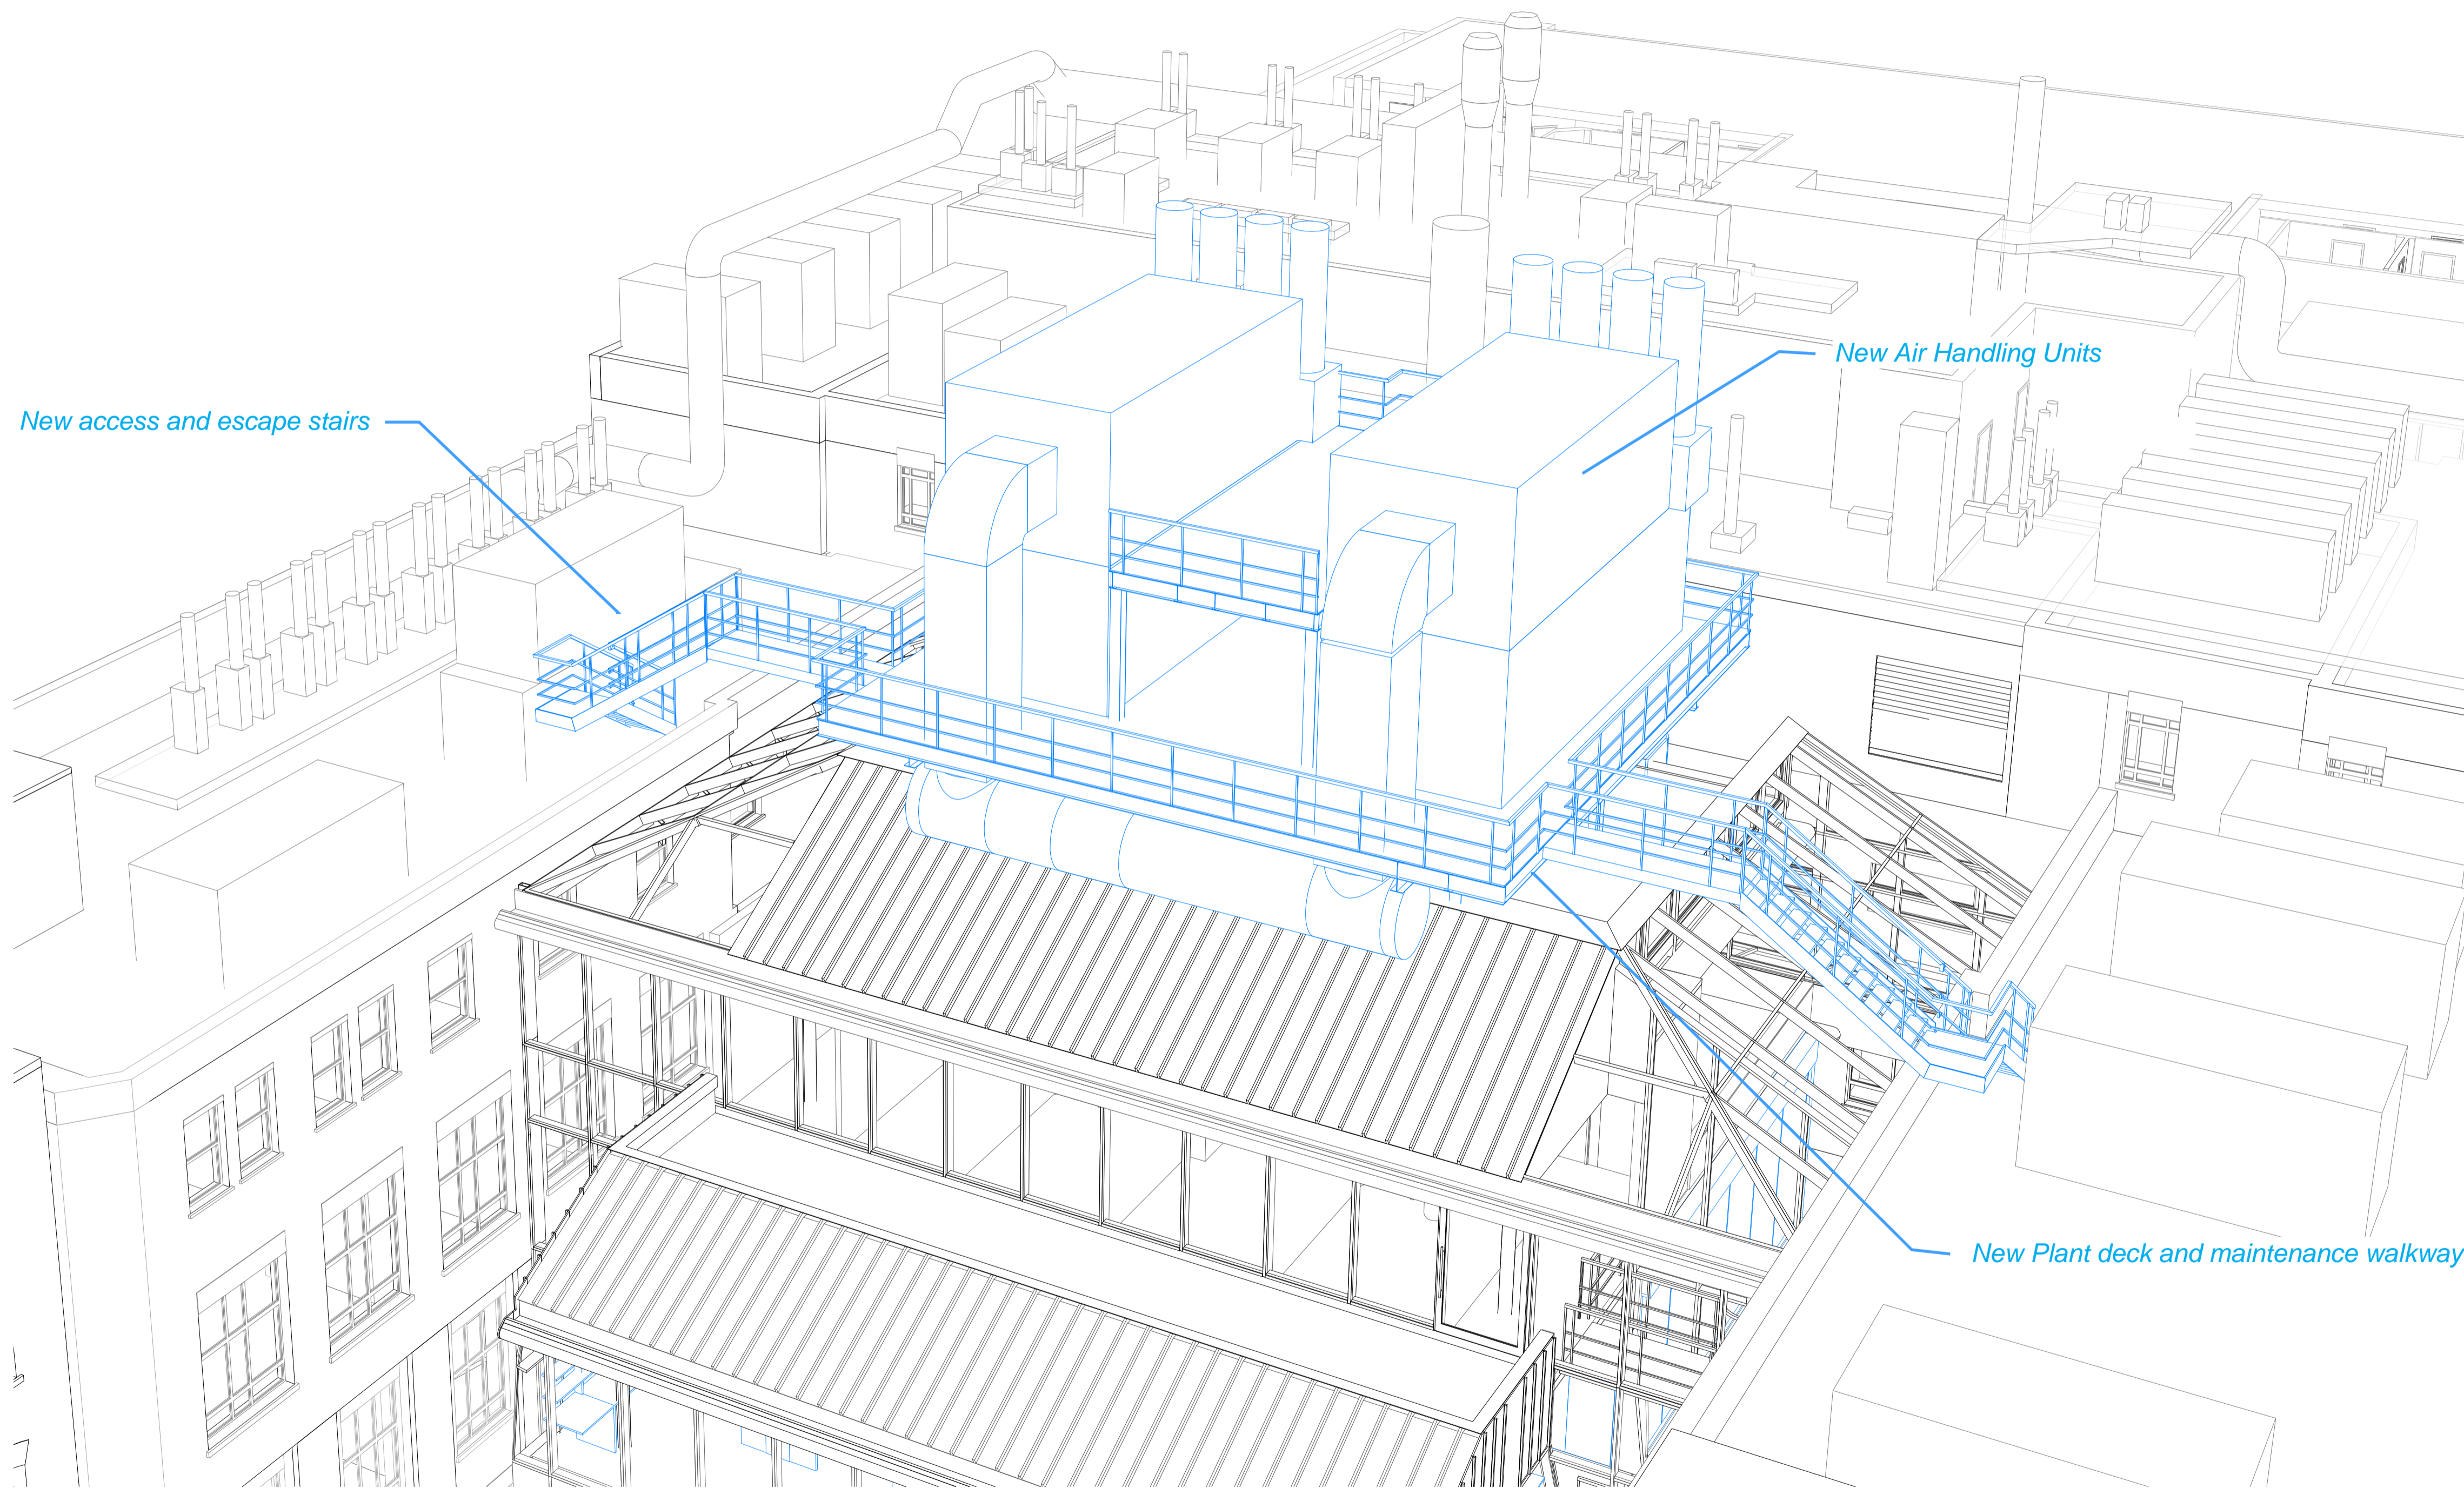 New Air Handling Units
New access and escape stairs
New Plant deck and maintenance walkway